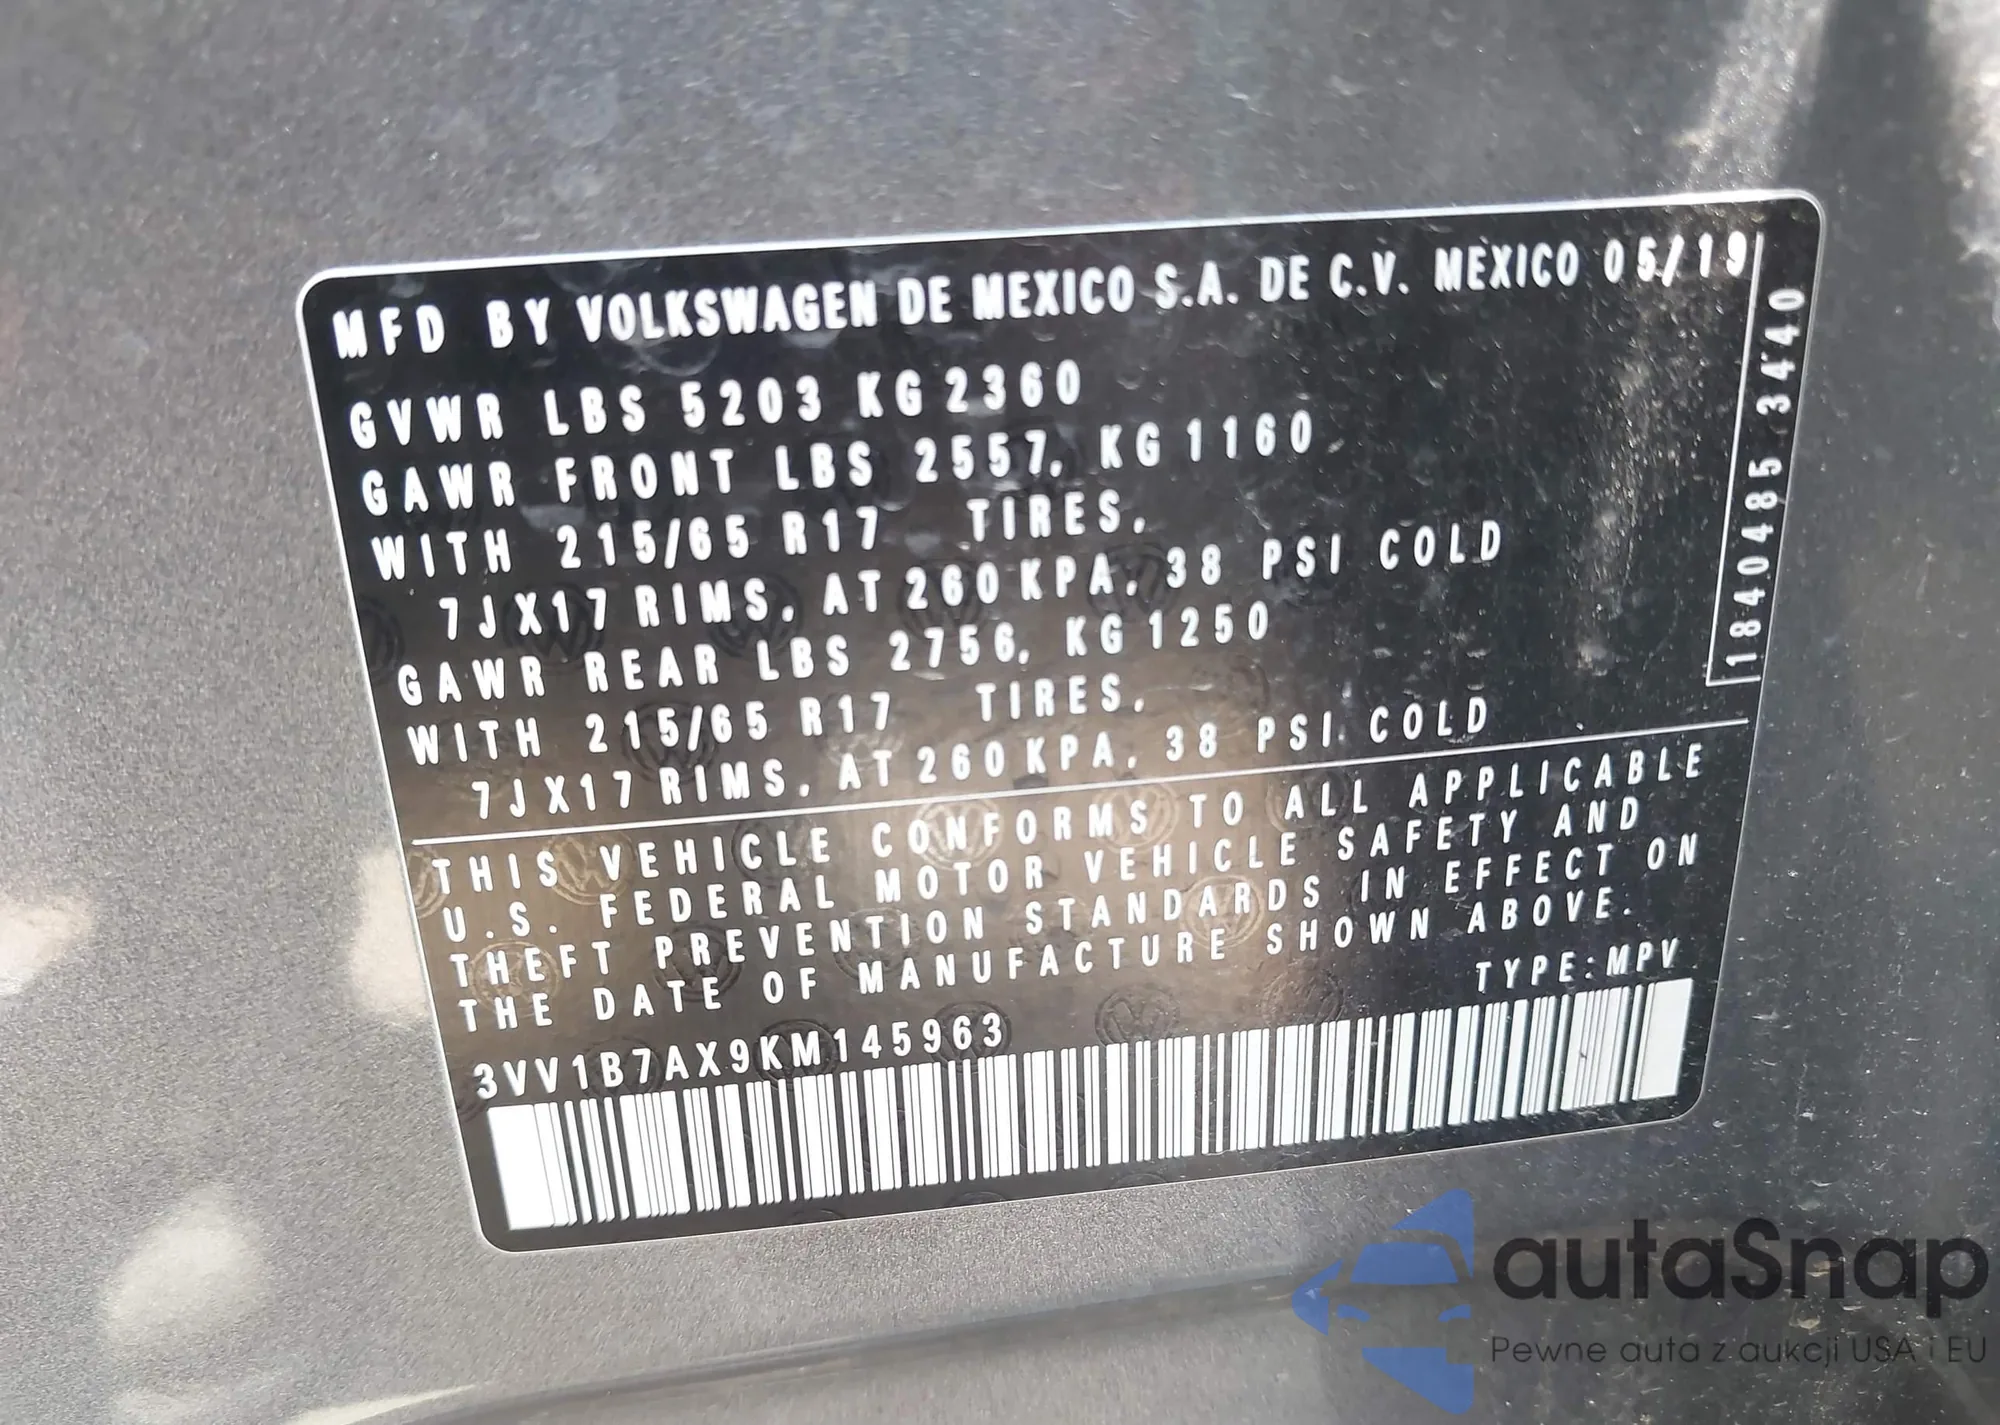 MFD BY VOLKSWAGEN DE MEXICO S.A. DE C.V. MEXICO 05/19
GVWR LBS 5203 KG 2360
GAWR FRONT LBS 2557, KG 1160
WITH 215/65 R17 TIRES,
7JX17 RIMS, AT 260 KPA, 38 PSI COLD
GAWR REAR LBS 2756, KG 1250
WITH 215/65 R17 TIRES,
7JX17 RIMS, AT 260 KPA, 38 PSI COLD
1840485 3440
THIS VEHICLE CONFORMS TO ALL APPLICABLE
U.S. FEDERAL MOTOR VEHICLE SAFETY AND
THEFT PREVENTION STANDARDS IN EFFECT ON
THE DATE OF MANUFACTURE SHOWN ABOVE.
TYPE:MPV
3VV1B7AX9KM145963
autaSnap
Pewne auta z aukcji USA i EU